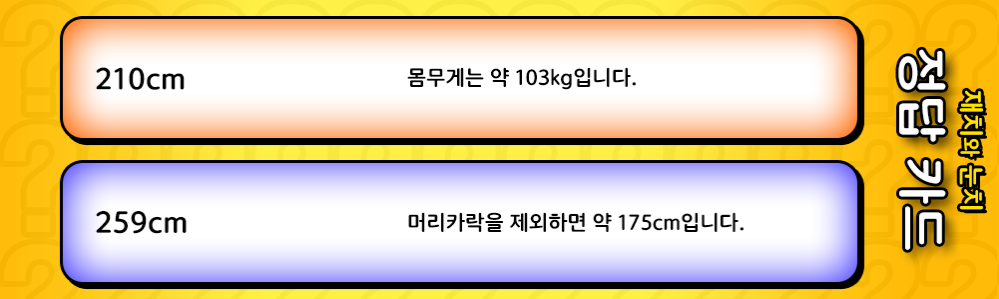 210cm
몸무게는 약 103kg입니다.
259cm
머리카락을 제외하면 약 175cm입니다.
재치와 눈치
정답 카드